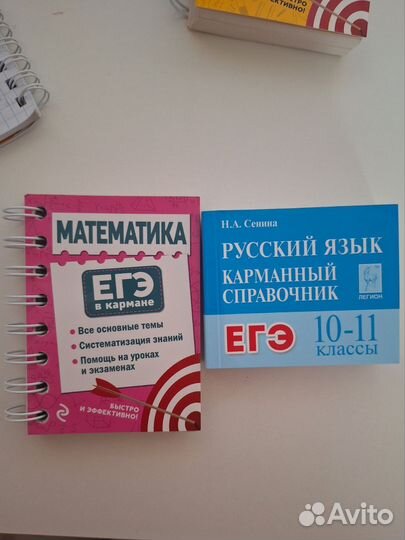 БЫСТРО
И ЭФФЕКТИВНО!
МАТЕМАТИКА
ЕГЭ
в кармане
• Все основные темы
• Систематизация знаний
• Помощь на уроках
и экзаменах
БЫСТРО
И ЭФФЕКТИВНО!
Н.А. Сенина
РУССКИЙ ЯЗЫК
КАРМАННЫЙ
СПРАВОЧНИК
ЛЕГИОН
ЕГЭ
10-11
классы
Avito